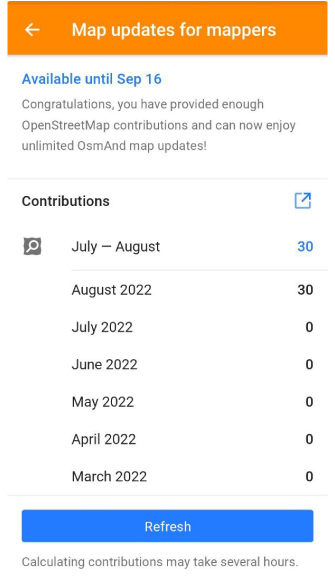 Map updates for mappers
Available until Sep 16
Congratulations, you have provided enough
OpenStreetMap contributions and can now enjoy
unlimited OsmAnd map updates!
Contributions
July — August 30
August 2022 30
July 2022 0
June 2022 0
May 2022 0
April 2022 0
March 2022 0
Refresh
Calculating contributions may take several hours.